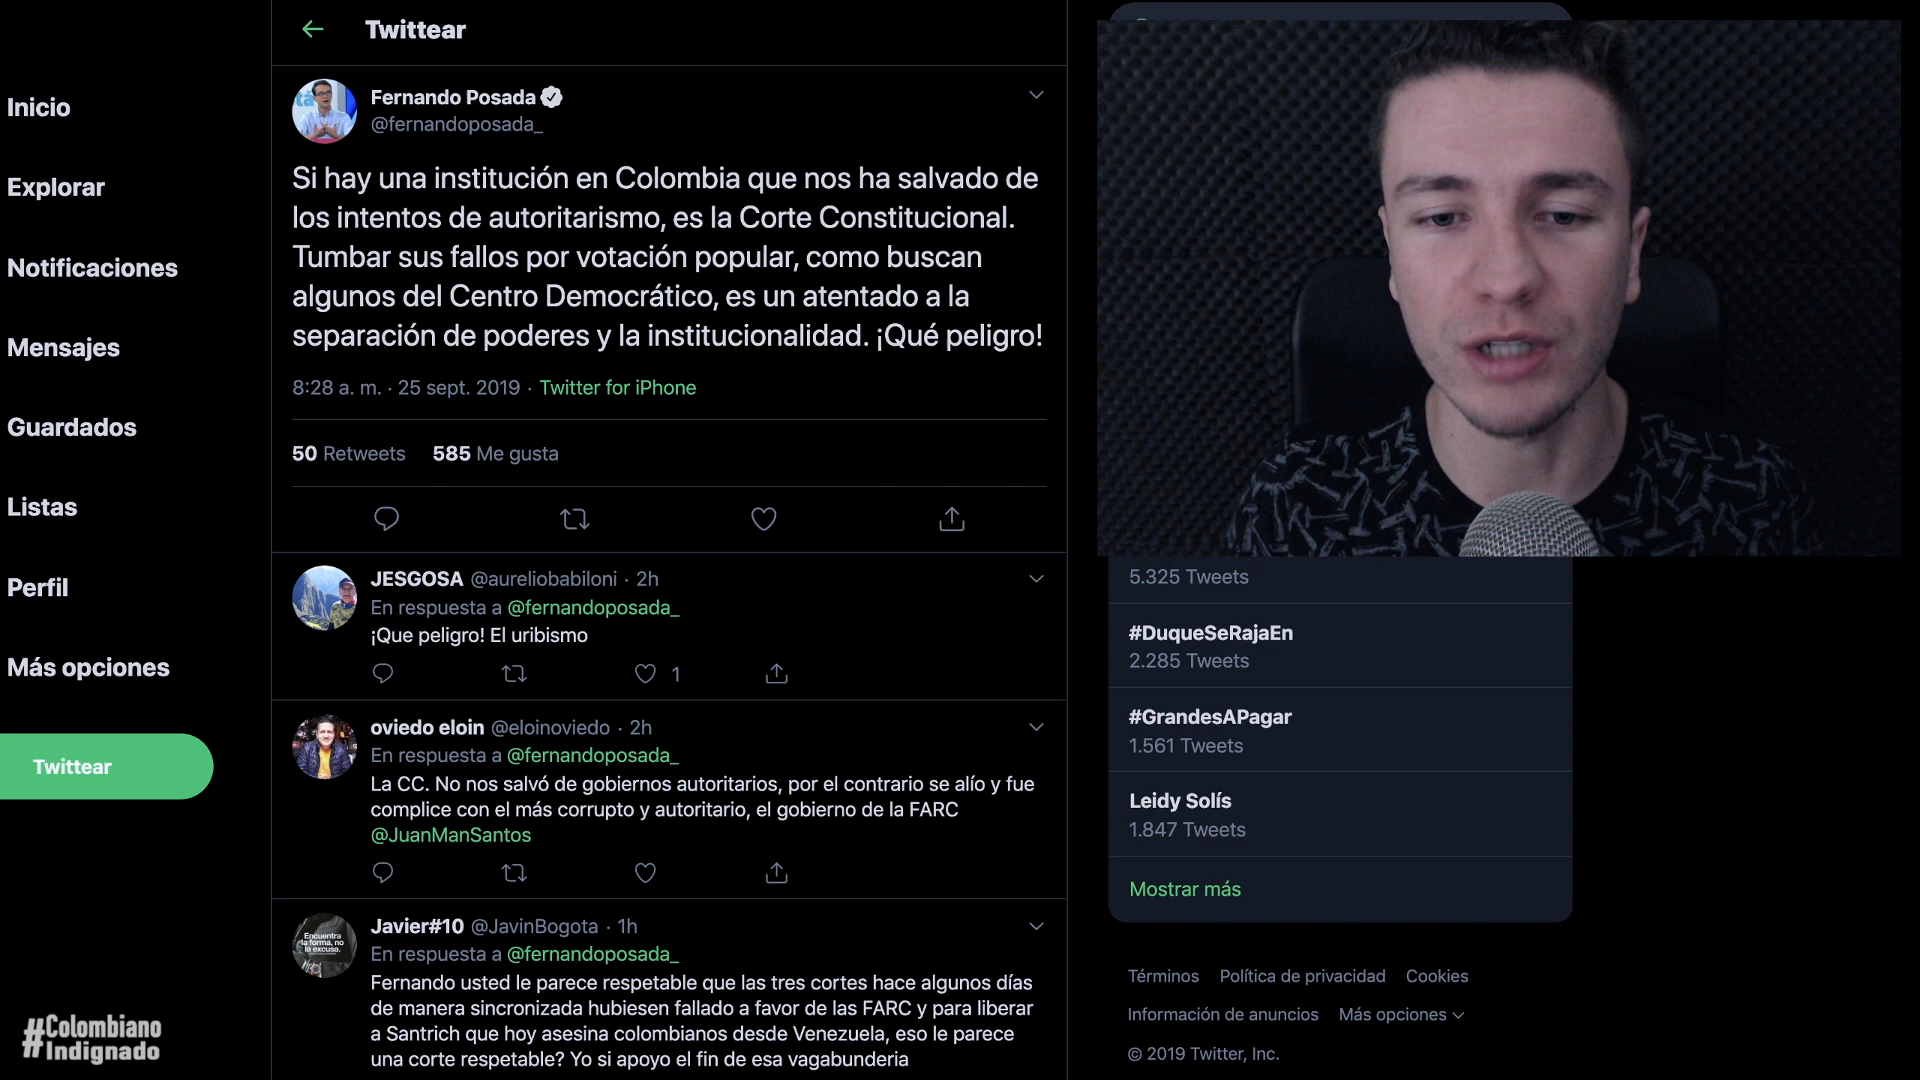 Twittear
Inicio
Explorar
Notificaciones
Mensajes
Guardados
Listas
Perfil
Más opciones
Twittear
#Colombiano
Indignado
Fernando Posada
@fernandoposada_
Si hay una institución en Colombia que nos ha salvado de
los intentos de autoritarismo, es la Corte Constitucional.
Tumbar sus fallos por votación popular, como buscan
algunos del Centro Democrático, es un atentado a la
separación de poderes y la institucionalidad. ¡Qué peligro!
8:28 a. m. · 25 sept. 2019 · Twitter for iPhone
50 Retweets 585 Me gusta
JESGOSA @aureliobabiloni · 2h
En respuesta a @fernandoposada_
¡Que peligro! El uribismo
1
oviedo eloin @eloinoviedo · 2h
En respuesta a @fernandoposada_
La CC. No nos salvó de gobiernos autoritarios, por el contrario se alío y fue
complice con el más corrupto y autoritario, el gobierno de la FARC
@JuanManSantos
Encuentra
la forma, no
la excusa.
Javier#10 @JavinBogota · 1h
En respuesta a @fernandoposada_
Fernando usted le parece respetable que las tres cortes hace algunos días
de manera sincronizada hubiesen fallado a favor de las FARC y para liberar
a Santrich que hoy asesina colombianos desde Venezuela, eso le parece
una corte respetable? Yo si apoyo el fin de esa vagabunderia
5.325 Tweets
#DuqueSeRajaEn
2.285 Tweets
#GrandesAPagar
1.561 Tweets
Leidy Solís
1.847 Tweets
Mostrar más
Términos Política de privacidad Cookies
Información de anuncios Más opciones
© 2019 Twitter, Inc.